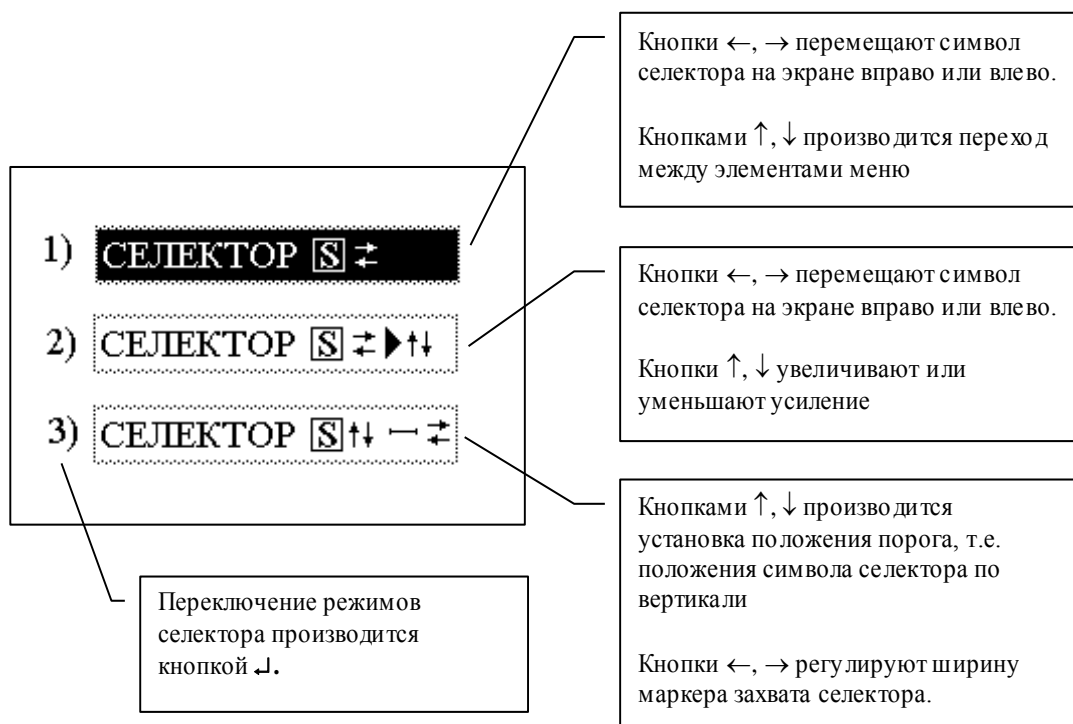 Кнопки ←, → перемещают символ
селектора на экране вправо или влево.
Кнопками ↑, ↓ производится переход
между элементами меню
1) СЕЛЕКТОР S ⇄
Кнопки ←, → перемещают символ
селектора на экране вправо или влево.
Кнопки ↑, ↓ увеличивают или
уменьшают усиление
2) СЕЛЕКТОР S ⇄ ▶ ↑↓
3) СЕЛЕКТОР S ↑↓ — ⇄
Кнопками ↑, ↓ производится
установка положения порога, т.е.
положения символа селектора по
вертикали
Кнопки ←, → регулируют ширину
маркера захвата селектора.
Переключение режимов
селектора производится
кнопкой ↵.